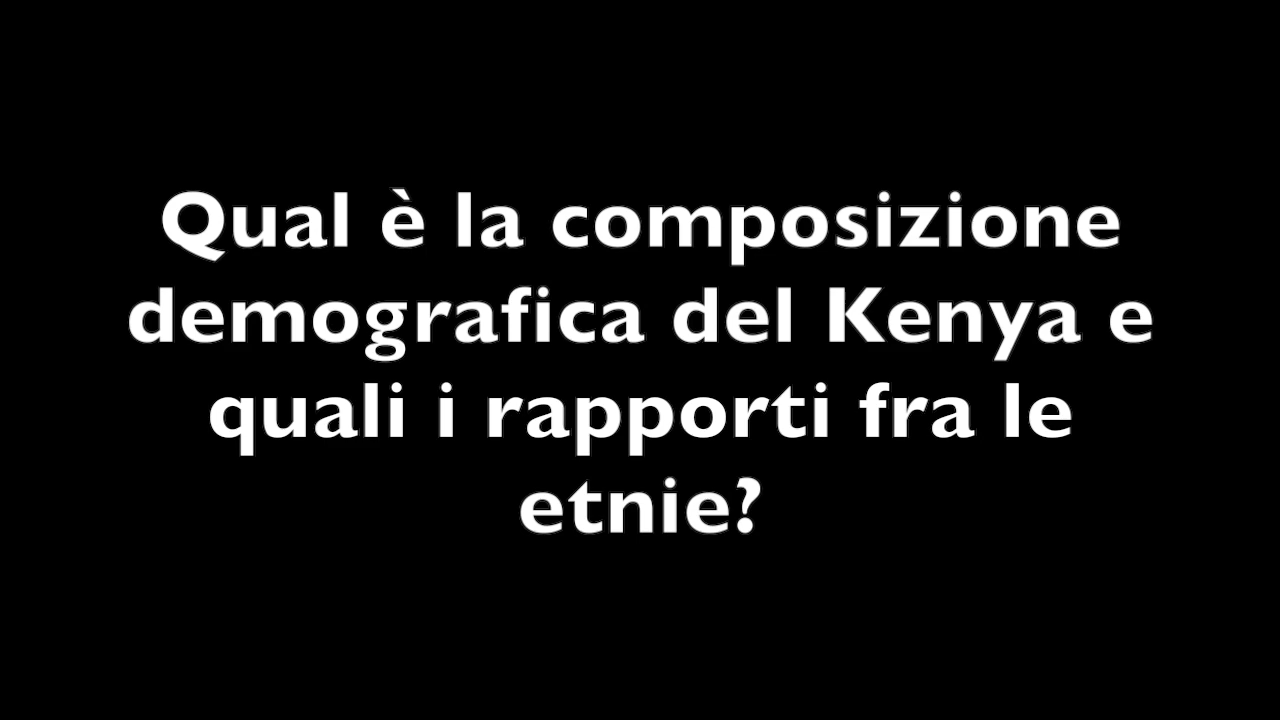 Qual è la composizione
demografica del Kenya e
quali i rapporti fra le
etnie?